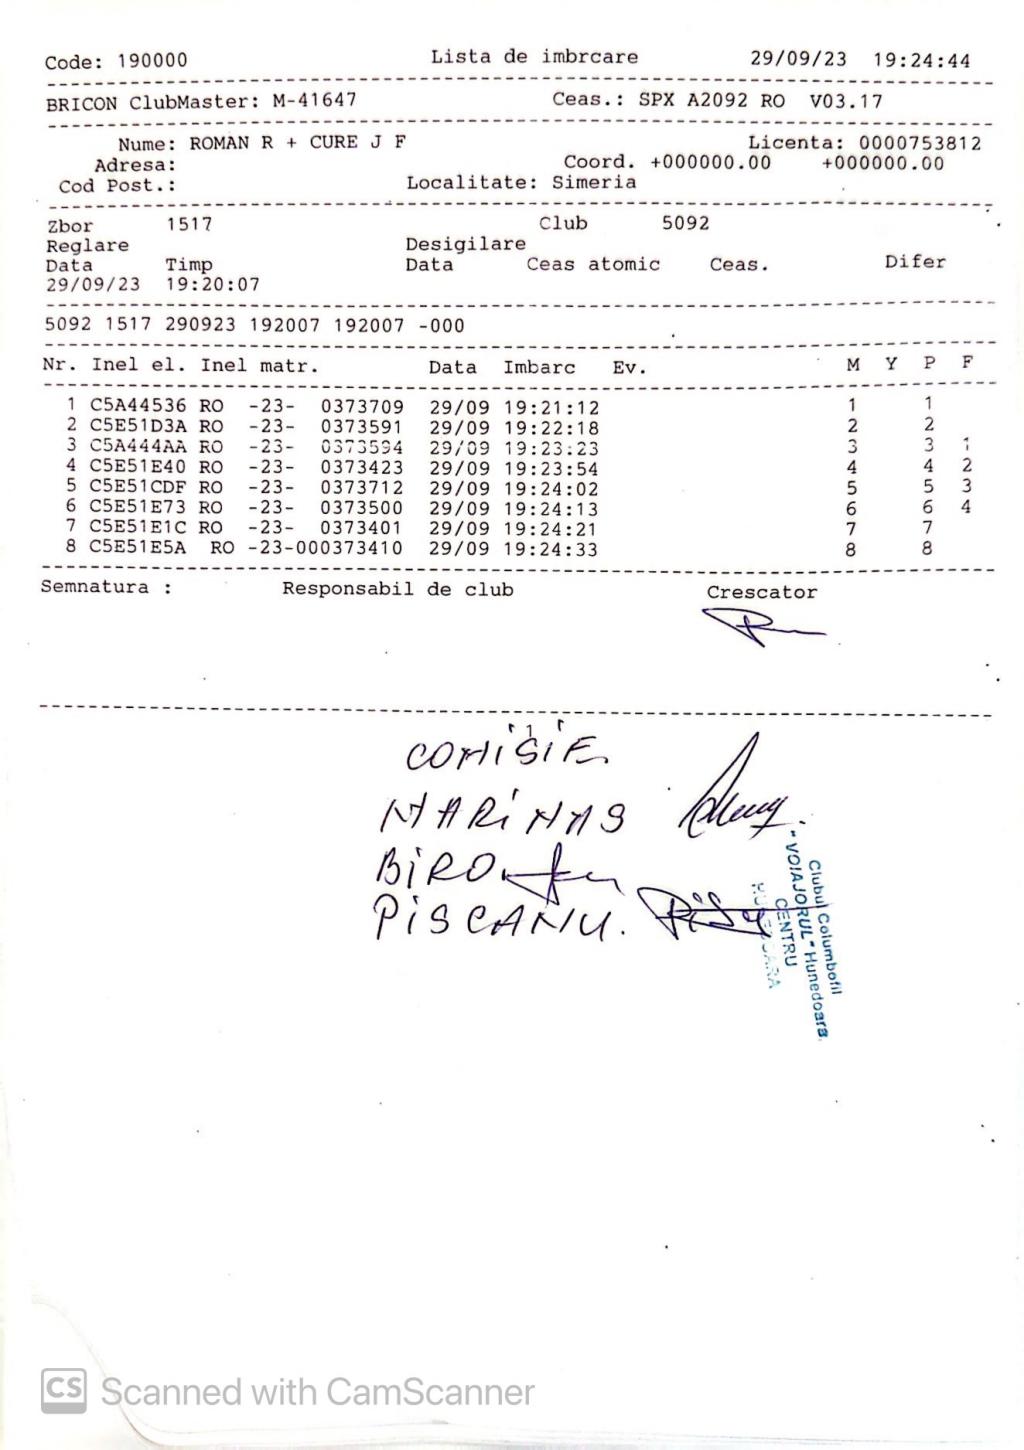 Code: 190000 Lista de imbrcare 29/09/23 19:24:44
BRICON ClubMaster: M-41647 Ceas.: SPX A2092 RO V03.17
Nume: ROMAN R + CURE J F Licenta: 0000753812
Adresa: Coord. +000000.00 +000000.00
Cod Post.: Localitate: Simeria
Zbor 1517 Club 5092
Reglare Desigilare
Data Timp Data Ceas atomic Ceas. Difer
29/09/23 19:20:07
5092 1517 290923 192007 192007 -000
Nr. Inel el. Inel matr. Data Imbarc Ev. M Y P F
1 C5A44536 RO -23- 0373709 29/09 19:21:12 1 1
2 C5E51D3A RO -23- 0373591 29/09 19:22:18 2 2
3 C5A444AA RO -23- 0373594 29/09 19:23:23 3 3 1
4 C5E51E40 RO -23- 0373423 29/09 19:23:54 4 4 2
5 C5E51CDF RO -23- 0373712 29/09 19:24:02 5 5 3
6 C5E51E73 RO -23- 0373500 29/09 19:24:13 6 6 4
7 C5E51E1C RO -23- 0373401 29/09 19:24:21 7 7
8 C5E51E5A RO -23-000373410 29/09 19:24:33 8 8
Semnatura : Responsabil de club Crescator
COMISIE
MARINAS
BIRO
PISCANU.
Clubul Columbofil
"VOIAJORUL" Hunedoara
CENTRU
HUNEDOARA
CS Scanned with CamScanner